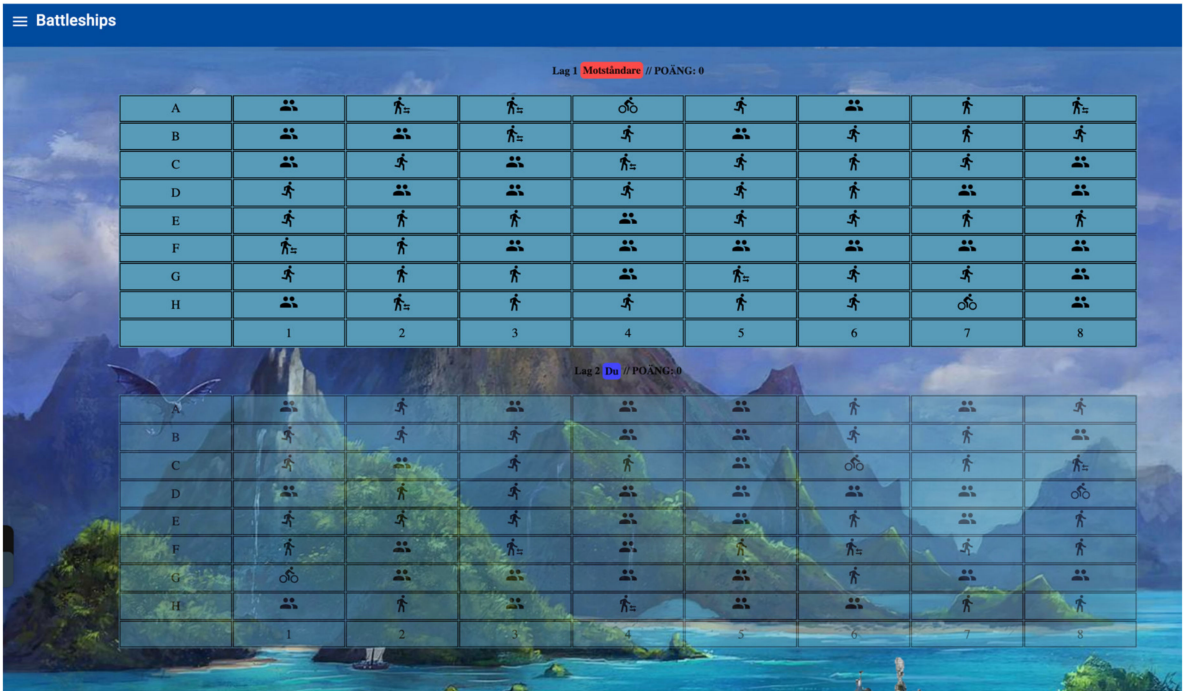 Battleships
Lag 1 Motståndare // POÄNG: 0
A
B
C
D
E
F
G
H
1 2 3 4 5 6 7 8
Lag 2 Du // POÄNG: 0
A
B
C
D
E
F
G
H
1 2 3 4 5 6 7 8